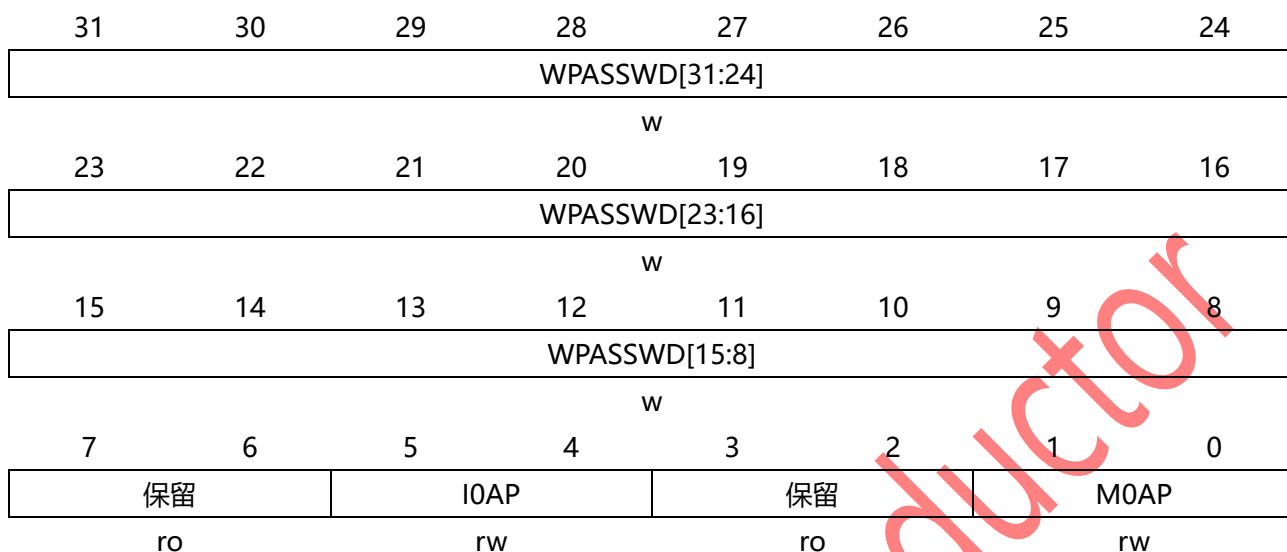 31 30 29 28 27 26 25 24
WPASSWD[31:24]
w
23 22 21 20 19 18 17 16
WPASSWD[23:16]
w
15 14 13 12 11 10 9 8
WPASSWD[15:8]
w
7 6 5 4 3 2 1 0
保留 I0AP 保留 M0AP
ro rw ro rw
ductor